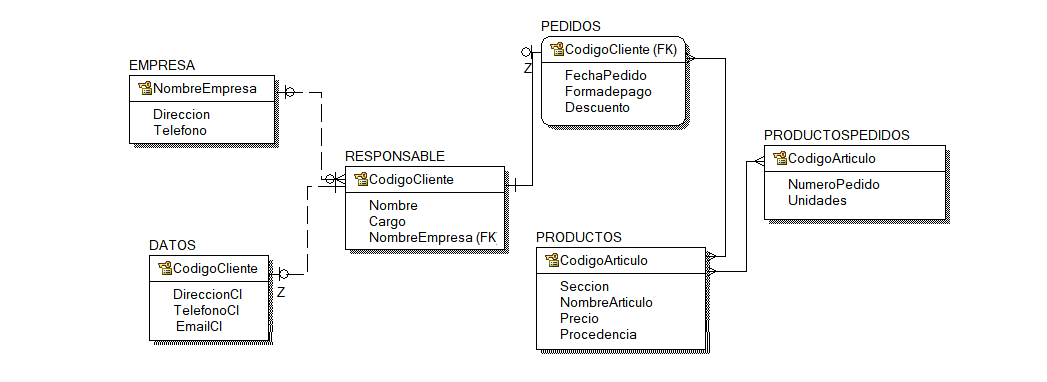 PEDIDOS
CodigoCliente (FK)
FechaPedido
Formadepago
Descuento
Z
EMPRESA
NombreEmpresa
Direccion
Telefono
PRODUCTOSPEDIDOS
CodigoArticulo
NumeroPedido
Unidades
RESPONSABLE
CodigoCliente
Nombre
Cargo
NombreEmpresa (FK
DATOS
CodigoCliente
DireccionCl
TelefonoCl
EmailCl
Z
PRODUCTOS
CodigoArticulo
Seccion
NombreArticulo
Precio
Procedencia